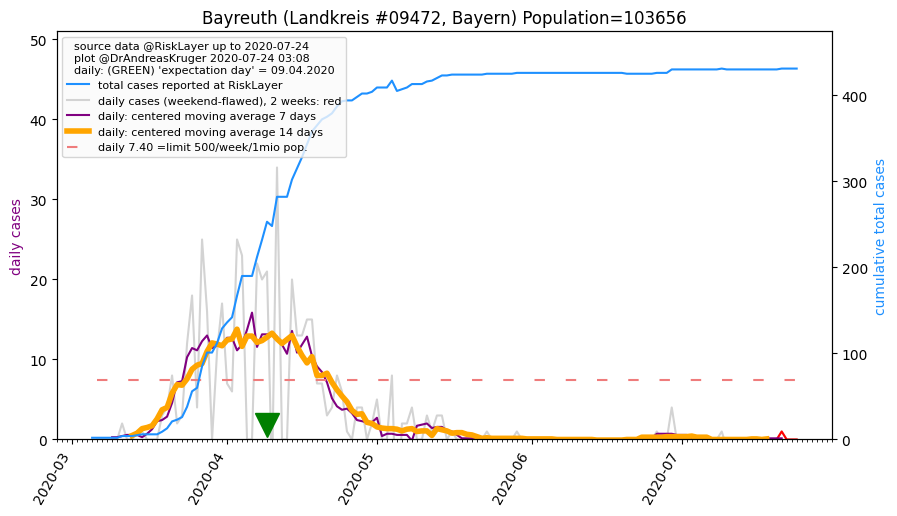 Bayreuth (Landkreis #09472, Bayern) Population=103656
source data @RiskLayer up to 2020-07-24
plot @DrAndreasKruger 2020-07-24 03:08
daily: (GREEN) 'expectation day' = 09.04.2020
total cases reported at RiskLayer
daily cases (weekend-flawed), 2 weeks: red
daily: centered moving average 7 days
daily: centered moving average 14 days
daily 7.40 =limit 500/week/1mio pop.
daily cases
50
40
30
20
10
0
cumulative total cases
400
300
200
100
0
2020-03
2020-04
2020-05
2020-06
2020-07